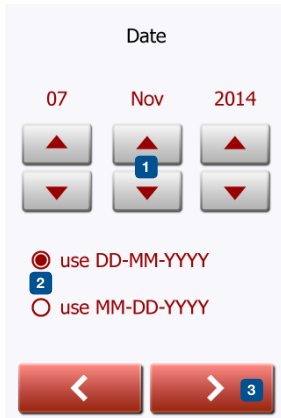 Date
07 Nov 2014
1
use DD-MM-YYYY
2
use MM-DD-YYYY
3